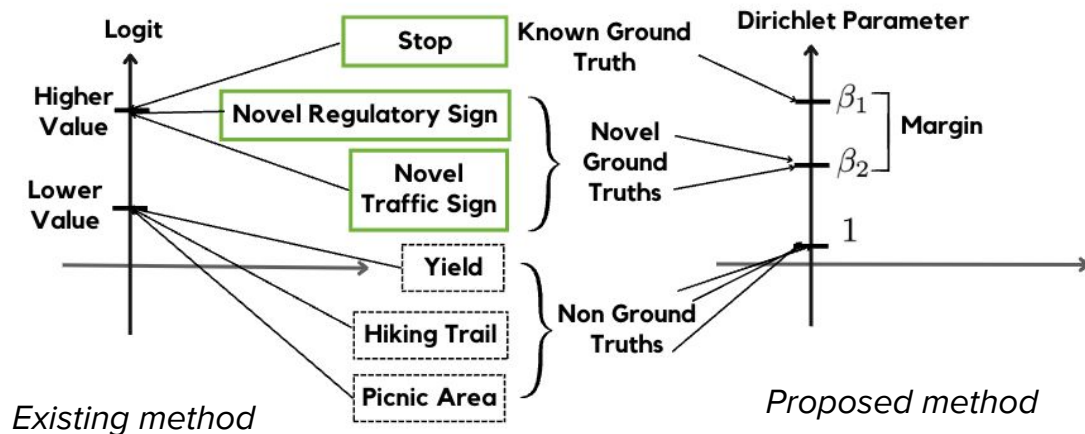 Logit
Higher
Value
Lower
Value
Stop
Novel Regulatory Sign
Novel
Traffic Sign
Yield
Hiking Trail
Picnic Area
Existing method
Known Ground
Truth
Novel
Ground
Truths
Non Ground
Truths
Dirichlet Parameter
β₁
Margin
β₂
1
Proposed method